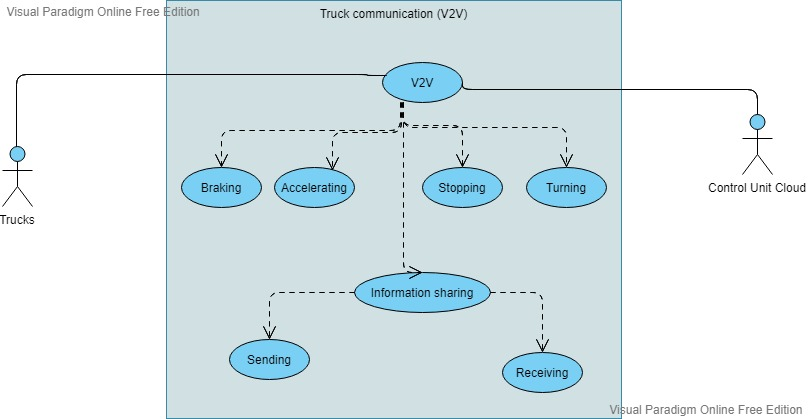 Visual Paradigm Online Free Edition
Truck communication (V2V)
V2V
Braking
Accelerating
Stopping
Turning
Control Unit Cloud
Trucks
Information sharing
Sending
Receiving
Visual Paradigm Online Free Edition